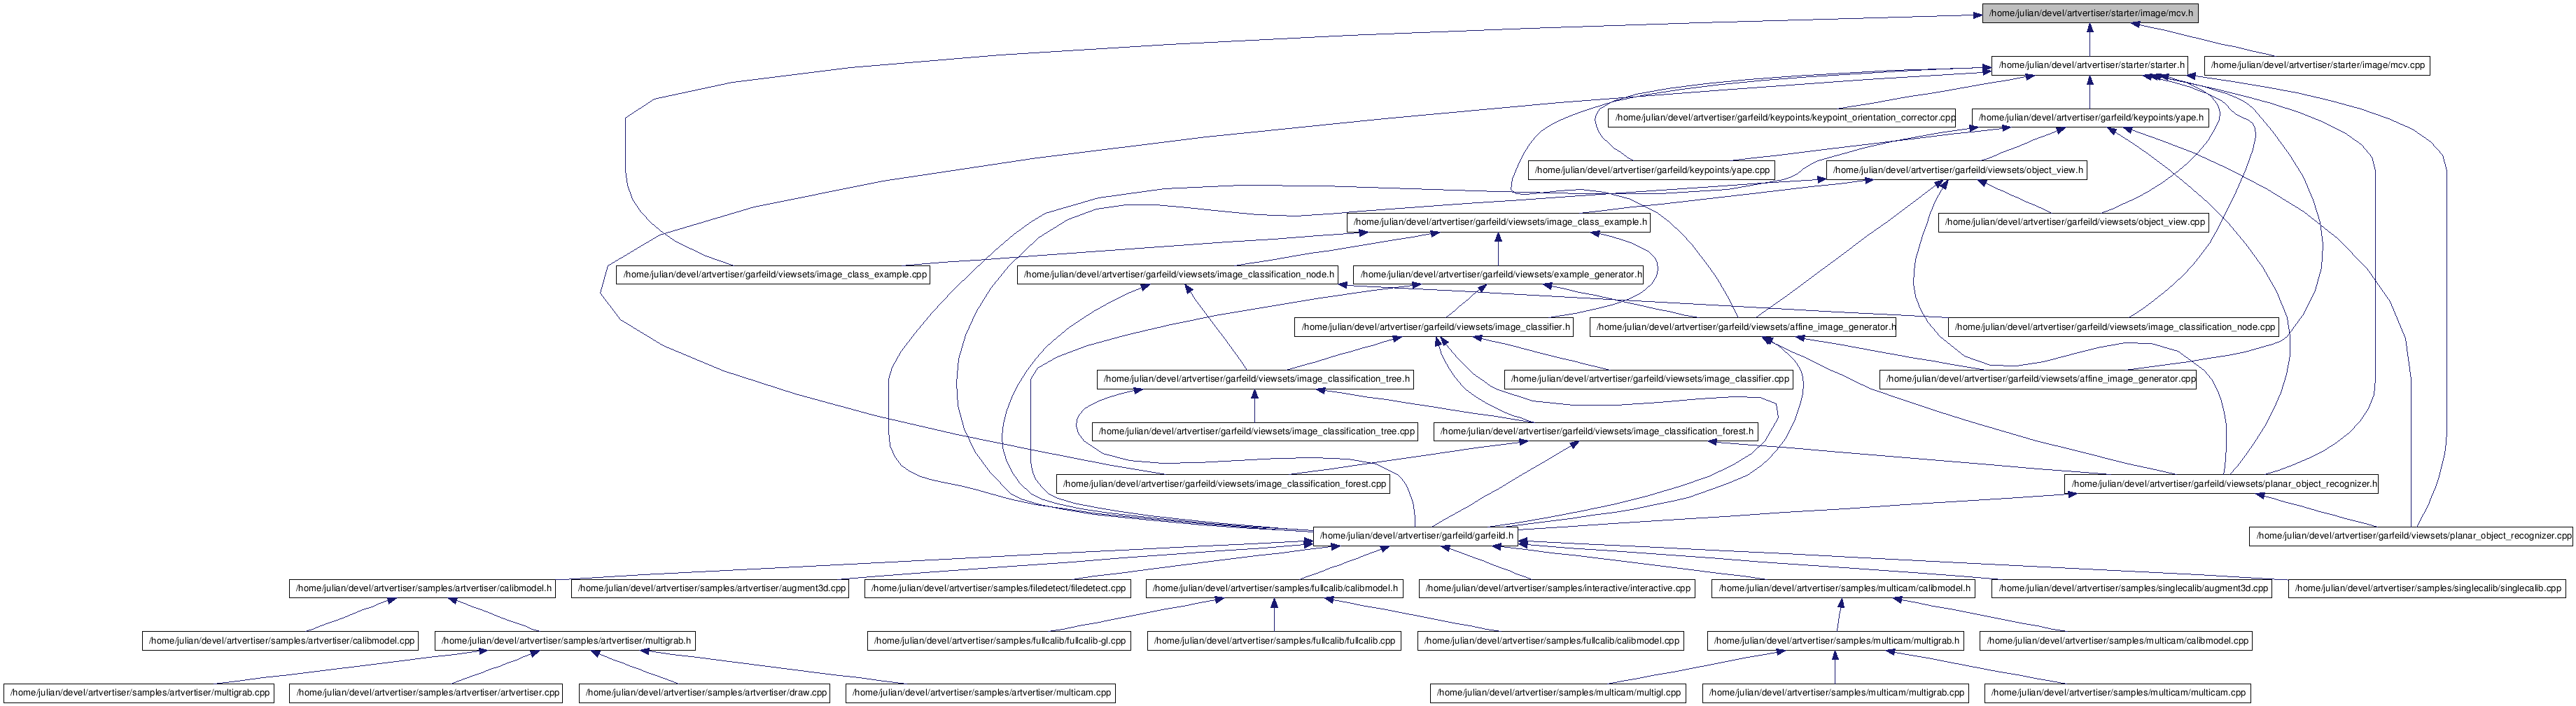 /home/julian/devel/artvertiser/starter/image/mcv.h
/home/julian/devel/artvertiser/starter/starter.h
/home/julian/devel/artvertiser/starter/image/mcv.cpp
/home/julian/devel/artvertiser/garfeild/keypoints/keypoint_orientation_corrector.cpp
/home/julian/devel/artvertiser/garfeild/keypoints/yape.h
/home/julian/devel/artvertiser/garfeild/keypoints/yape.cpp
/home/julian/devel/artvertiser/garfeild/viewsets/object_view.h
/home/julian/devel/artvertiser/garfeild/viewsets/image_class_example.h
/home/julian/devel/artvertiser/garfeild/viewsets/object_view.cpp
/home/julian/devel/artvertiser/garfeild/viewsets/image_class_example.cpp
/home/julian/devel/artvertiser/garfeild/viewsets/image_classification_node.h
/home/julian/devel/artvertiser/garfeild/viewsets/example_generator.h
/home/julian/devel/artvertiser/garfeild/viewsets/image_classifier.h
/home/julian/devel/artvertiser/garfeild/viewsets/affine_image_generator.h
/home/julian/devel/artvertiser/garfeild/viewsets/image_classification_node.cpp
/home/julian/devel/artvertiser/garfeild/viewsets/image_classification_tree.h
/home/julian/devel/artvertiser/garfeild/viewsets/image_classifier.cpp
/home/julian/devel/artvertiser/garfeild/viewsets/affine_image_generator.cpp
/home/julian/devel/artvertiser/garfeild/viewsets/image_classification_tree.cpp
/home/julian/devel/artvertiser/garfeild/viewsets/image_classification_forest.h
/home/julian/devel/artvertiser/garfeild/viewsets/image_classification_forest.cpp
/home/julian/devel/artvertiser/garfeild/viewsets/planar_object_recognizer.h
/home/julian/devel/artvertiser/garfeild/garfeild.h
/home/julian/devel/artvertiser/garfeild/viewsets/planar_object_recognizer.cpp
/home/julian/devel/artvertiser/samples/artvertiser/calibmodel.h
/home/julian/devel/artvertiser/samples/artvertiser/augment3d.cpp
/home/julian/devel/artvertiser/samples/filedetect/filedetect.cpp
/home/julian/devel/artvertiser/samples/fullcalib/calibmodel.h
/home/julian/devel/artvertiser/samples/interactive/interactive.cpp
/home/julian/devel/artvertiser/samples/multicam/calibmodel.h
/home/julian/devel/artvertiser/samples/singlecalib/augment3d.cpp
/home/julian/devel/artvertiser/samples/singlecalib/singlecalib.cpp
/home/julian/devel/artvertiser/samples/artvertiser/calibmodel.cpp
/home/julian/devel/artvertiser/samples/artvertiser/multigrab.h
/home/julian/devel/artvertiser/samples/fullcalib/fullcalib-gl.cpp
/home/julian/devel/artvertiser/samples/fullcalib/fullcalib.cpp
/home/julian/devel/artvertiser/samples/fullcalib/calibmodel.cpp
/home/julian/devel/artvertiser/samples/multicam/multigrab.h
/home/julian/devel/artvertiser/samples/multicam/calibmodel.cpp
/home/julian/devel/artvertiser/samples/artvertiser/multigrab.cpp
/home/julian/devel/artvertiser/samples/artvertiser/artvertiser.cpp
/home/julian/devel/artvertiser/samples/artvertiser/draw.cpp
/home/julian/devel/artvertiser/samples/artvertiser/multicam.cpp
/home/julian/devel/artvertiser/samples/multicam/multigl.cpp
/home/julian/devel/artvertiser/samples/multicam/multigrab.cpp
/home/julian/devel/artvertiser/samples/multicam/multicam.cpp